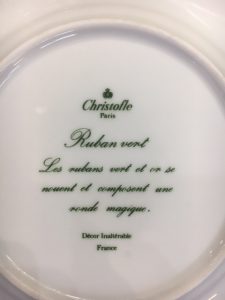 Christofle
Paris
Ruban vert
Les rubans vert et or se
nouent et composent une
ronde magique.
Décor Inaltérable
France